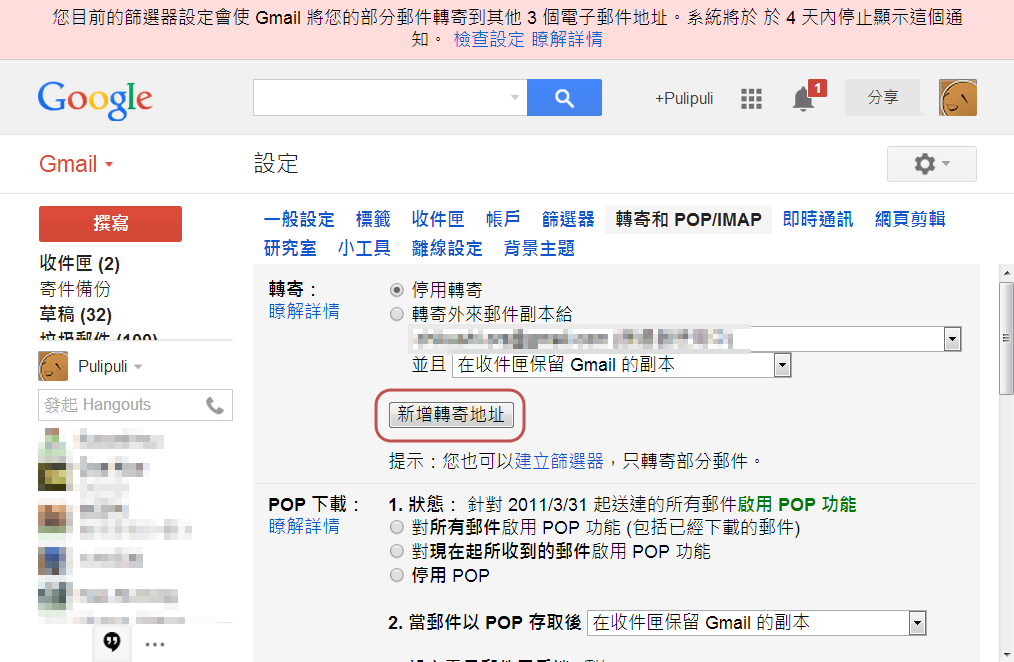 您目前的篩選器設定會使 Gmail 將您的部分郵件轉寄到其他 3 個電子郵件地址。系統將於 於 4 天內停止顯示這個通
知。 檢查設定 瞭解詳情
Google
+Pulipuli
1
分享
Gmail
設定
撰寫
收件匣 (2)
寄件備份
草稿 (32)
垃圾郵件 (109)
Pulipuli
發起 Hangouts
一般設定 標籤 收件匣 帳戶 篩選器 轉寄和 POP/IMAP 即時通訊 網頁剪輯
研究室 小工具 離線設定 背景主題
轉寄：
瞭解詳情
停用轉寄
轉寄外來郵件副本給
並且 在收件匣保留 Gmail 的副本
新增轉寄地址
提示：您也可以建立篩選器，只轉寄部分郵件。
POP 下載：
瞭解詳情
1. 狀態： 針對 2011/3/31 起送達的所有郵件啟用 POP 功能
對所有郵件啟用 POP 功能 (包括已經下載的郵件)
對現在起所收到的郵件啟用 POP 功能
停用 POP
2. 當郵件以 POP 存取後 在收件匣保留 Gmail 的副本